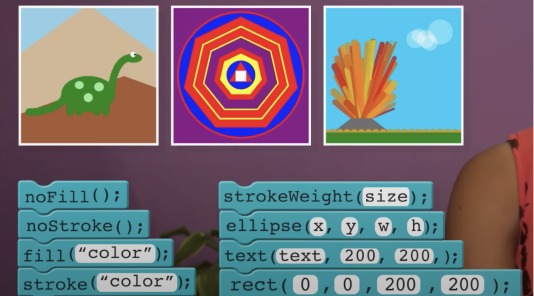 noFill();
noStroke();
fill("color");
stroke("color");
strokeWeight(size);
ellipse(x, y, w, h);
text(text, 200, 200,);
rect( 0 , 0 , 200 , 200 );